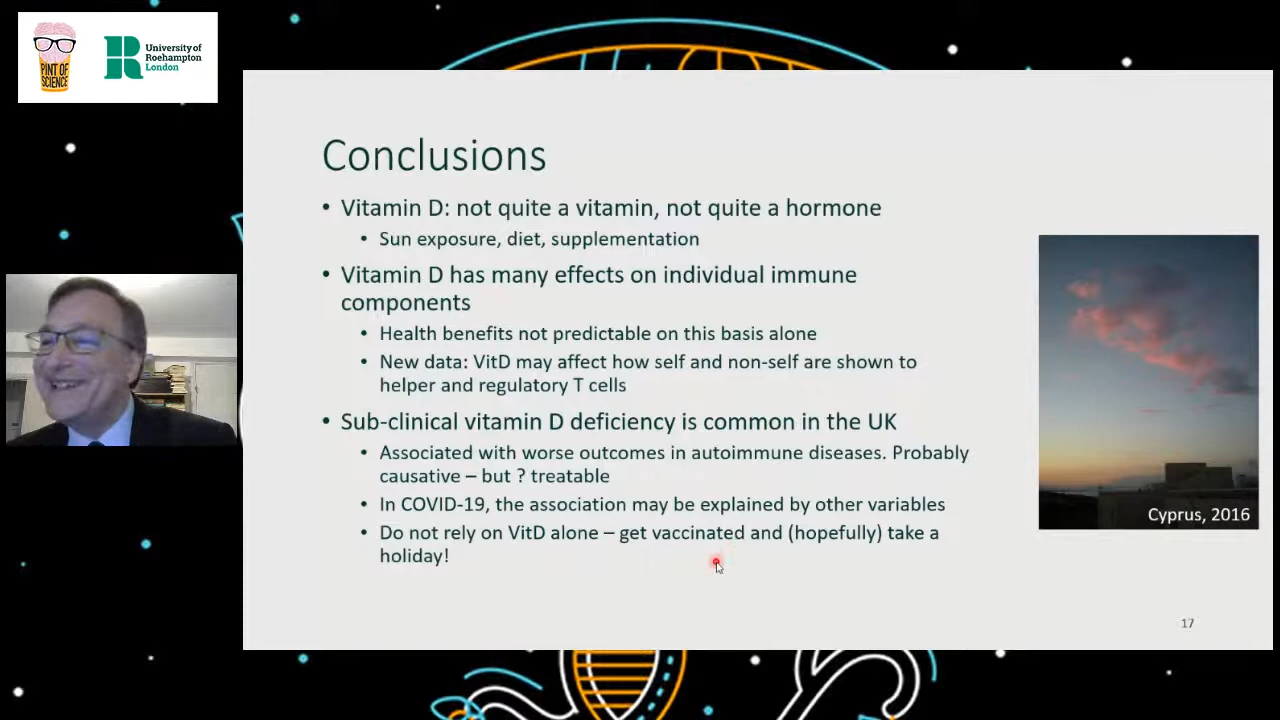 PINT OF
SCIENCE
University of
Roehampton
London
Conclusions
• Vitamin D: not quite a vitamin, not quite a hormone
• Sun exposure, diet, supplementation
• Vitamin D has many effects on individual immune
components
• Health benefits not predictable on this basis alone
• New data: VitD may affect how self and non-self are shown to
helper and regulatory T cells
• Sub-clinical vitamin D deficiency is common in the UK
• Associated with worse outcomes in autoimmune diseases. Probably
causative – but ? treatable
• In COVID-19, the association may be explained by other variables
• Do not rely on VitD alone – get vaccinated and (hopefully) take a
holiday!
Cyprus, 2016
17